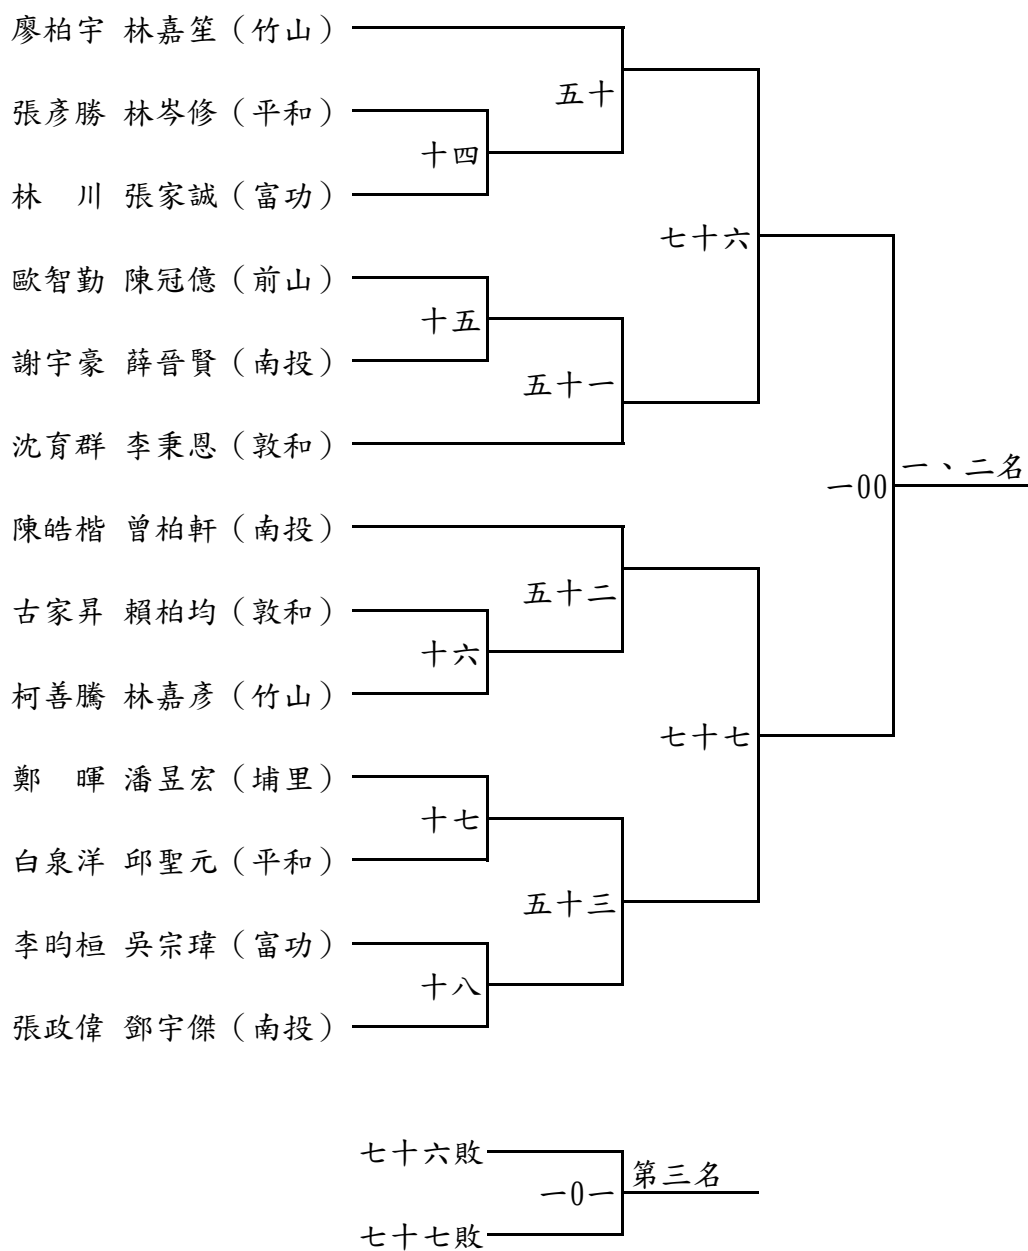 廖柏宇 林嘉笙（竹山）
五十
張彥勝 林岑修（平和）
十四
林　川 張家誠（富功）
七十六
歐智勤 陳冠億（前山）
十五
謝宇豪 薛晉賢（南投）
五十一
沈育群 李秉恩（敦和）
一、二名
一00
陳皓楷 曾柏軒（南投）
五十二
古家昇 賴柏均（敦和）
十六
柯善騰 林嘉彥（竹山）
七十七
鄭　暉 潘昱宏（埔里）
十七
白泉洋 邱聖元（平和）
五十三
李昀桓 吳宗瑋（富功）
十八
張政偉 鄧宇傑（南投）
七十六敗
第三名
一0一
七十七敗